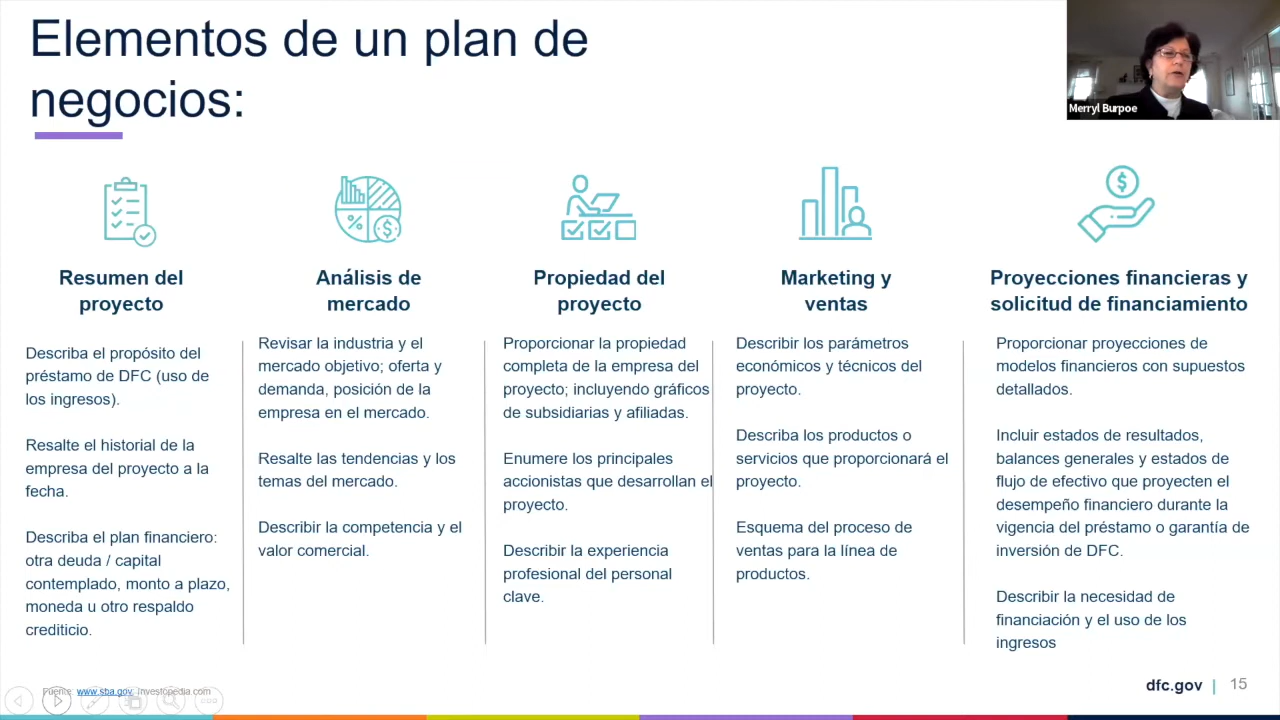 Elementos de un plan de
negocios:
Merryl Burpoe
Resumen del
proyecto
Describa el propósito del
préstamo de DFC (uso de
los ingresos).
Resalte el historial de la
empresa del proyecto a la
fecha.
Describa el plan financiero:
otra deuda / capital
contemplado, monto a plazo,
moneda u otro respaldo
crediticio.
Análisis de
mercado
Revisar la industria y el
mercado objetivo; oferta y
demanda, posición de la
empresa en el mercado.
Resalte las tendencias y los
temas del mercado.
Describir la competencia y el
valor comercial.
Propiedad del
proyecto
Proporcionar la propiedad
completa de la empresa del
proyecto; incluyendo gráficos
de subsidiarias y afiliadas.
Enumere los principales
accionistas que desarrollan el
proyecto.
Describir la experiencia
profesional del personal
clave.
Marketing y
ventas
Describir los parámetros
económicos y técnicos del
proyecto.
Describa los productos o
servicios que proporcionará el
proyecto.
Esquema del proceso de
ventas para la línea de
productos.
Proyecciones financieras y
solicitud de financiamiento
Proporcionar proyecciones de
modelos financieros con supuestos
detallados.
Incluir estados de resultados,
balances generales y estados de
flujo de efectivo que proyecten el
desempeño financiero durante la
vigencia del préstamo o garantía de
inversión de DFC.
Describir la necesidad de
financiación y el uso de los
ingresos
Fuente: www.sba.gov; Investopedia.com
dfc.gov | 15